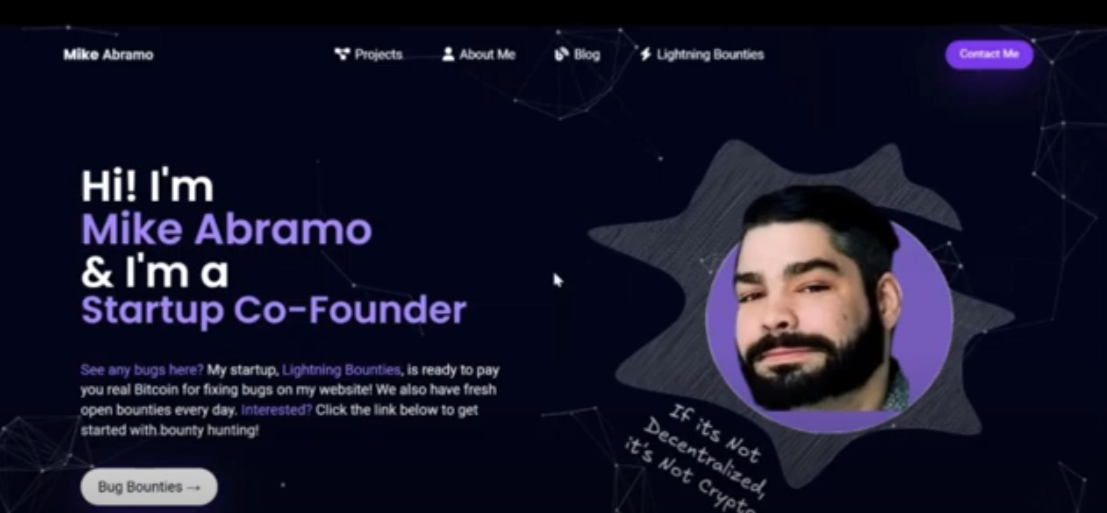 Mike Abramo
Projects
About Me
Blog
Lightning Bounties
Contact Me
Hi! I'm
Mike Abramo
& I'm a
Startup Co-Founder
See any bugs here? My startup, Lightning Bounties, is ready to pay
you real Bitcoin for fixing bugs on my website! We also have fresh
open bounties every day. Interested? Click the link below to get
started with bounty hunting!
Bug Bounties →
If its Not
Decentralized,
it's Not Crypto